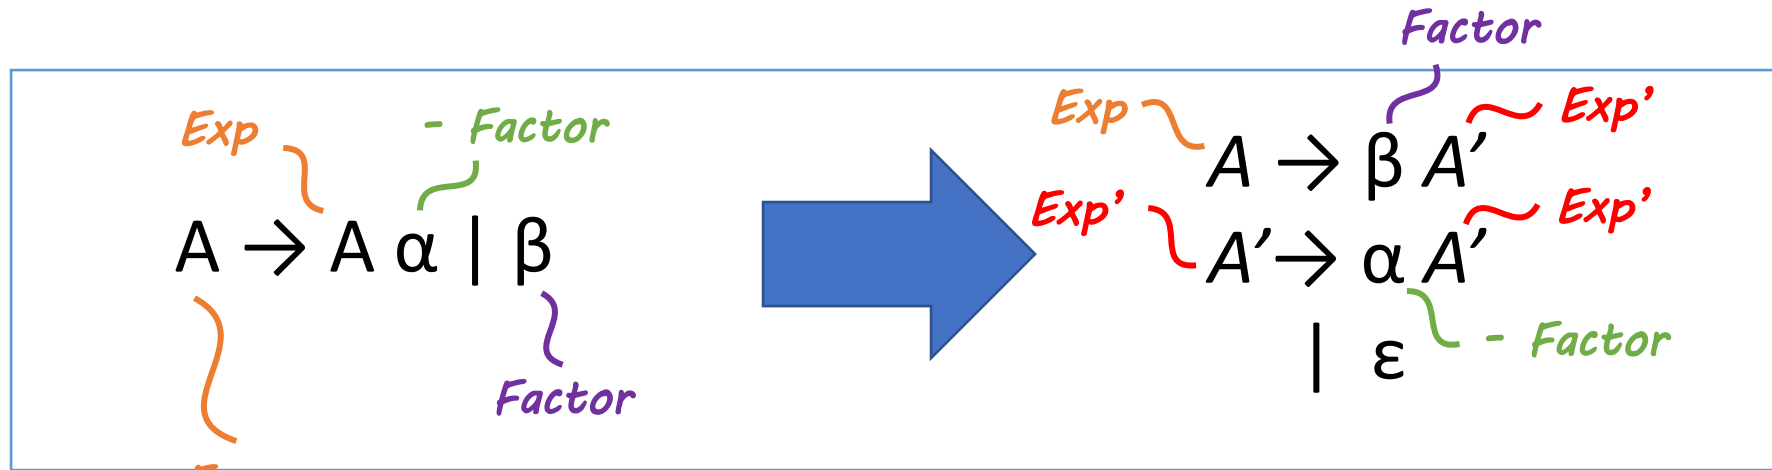 Factor
Exp
- Factor
Exp
Exp'
A → β A'
A → A α | β
Exp'
Exp'
A' → α A'
| ε
- Factor
Factor